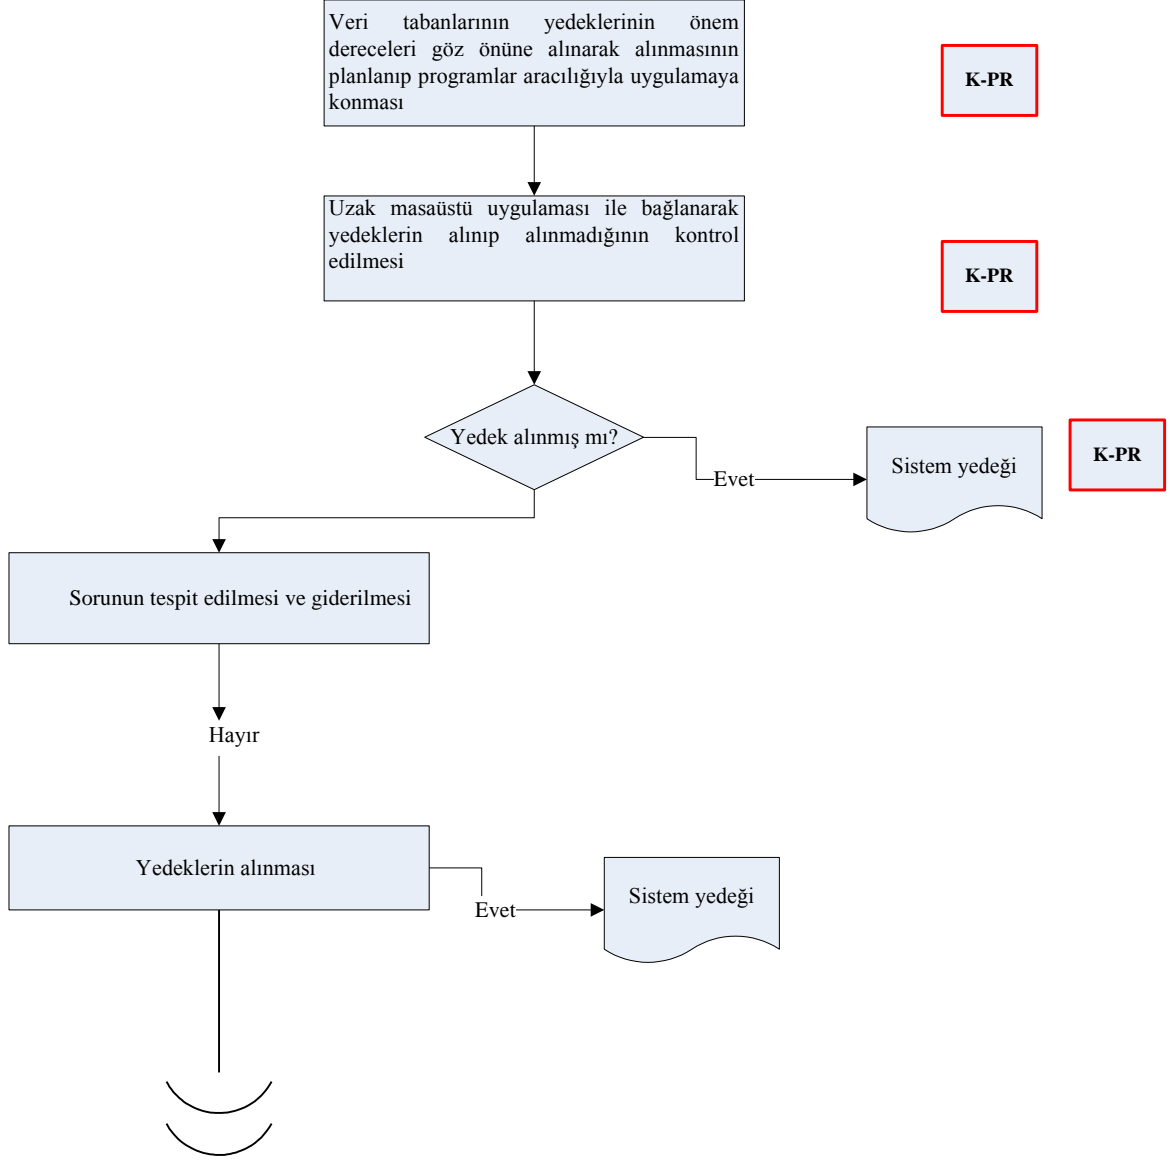 Veri tabanlarının yedeklerinin önem
dereceleri göz önüne alınarak alınmasının
planlanıp programlar aracılığıyla uygulamaya
konması
K-PR
Uzak masaüstü uygulaması ile bağlanarak
yedeklerin alınıp alınmadığının kontrol
edilmesi
K-PR
Yedek alınmış mı?
Evet
Sistem yedeği
K-PR
Sorunun tespit edilmesi ve giderilmesi
Hayır
Yedeklerin alınması
Evet
Sistem yedeği